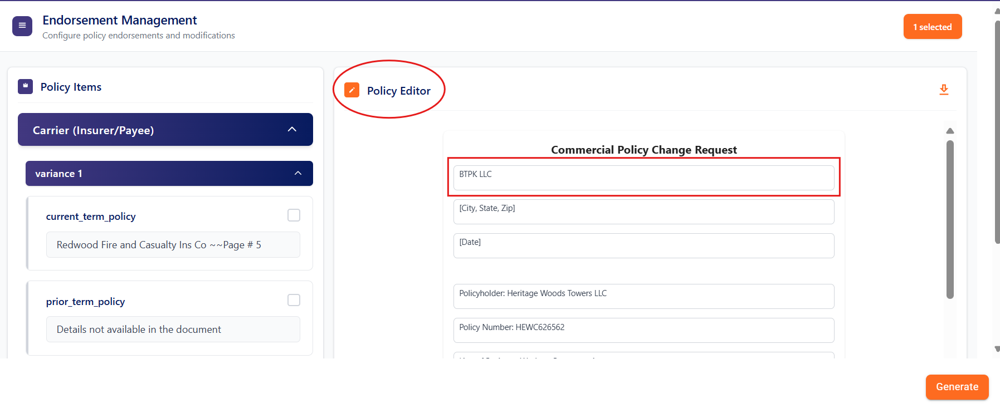 Endorsement Management
Configure policy endorsements and modifications
1 selected
Policy Items
Carrier (Insurer/Payee)
variance 1
current_term_policy
Redwood Fire and Casualty Ins Co ~~Page # 5
prior_term_policy
Details not available in the document
Policy Editor
Commercial Policy Change Request
BTPK LLC
[City, State, Zip]
[Date]
Policyholder: Heritage Woods Towers LLC
Policy Number: HEWC626562
Generate